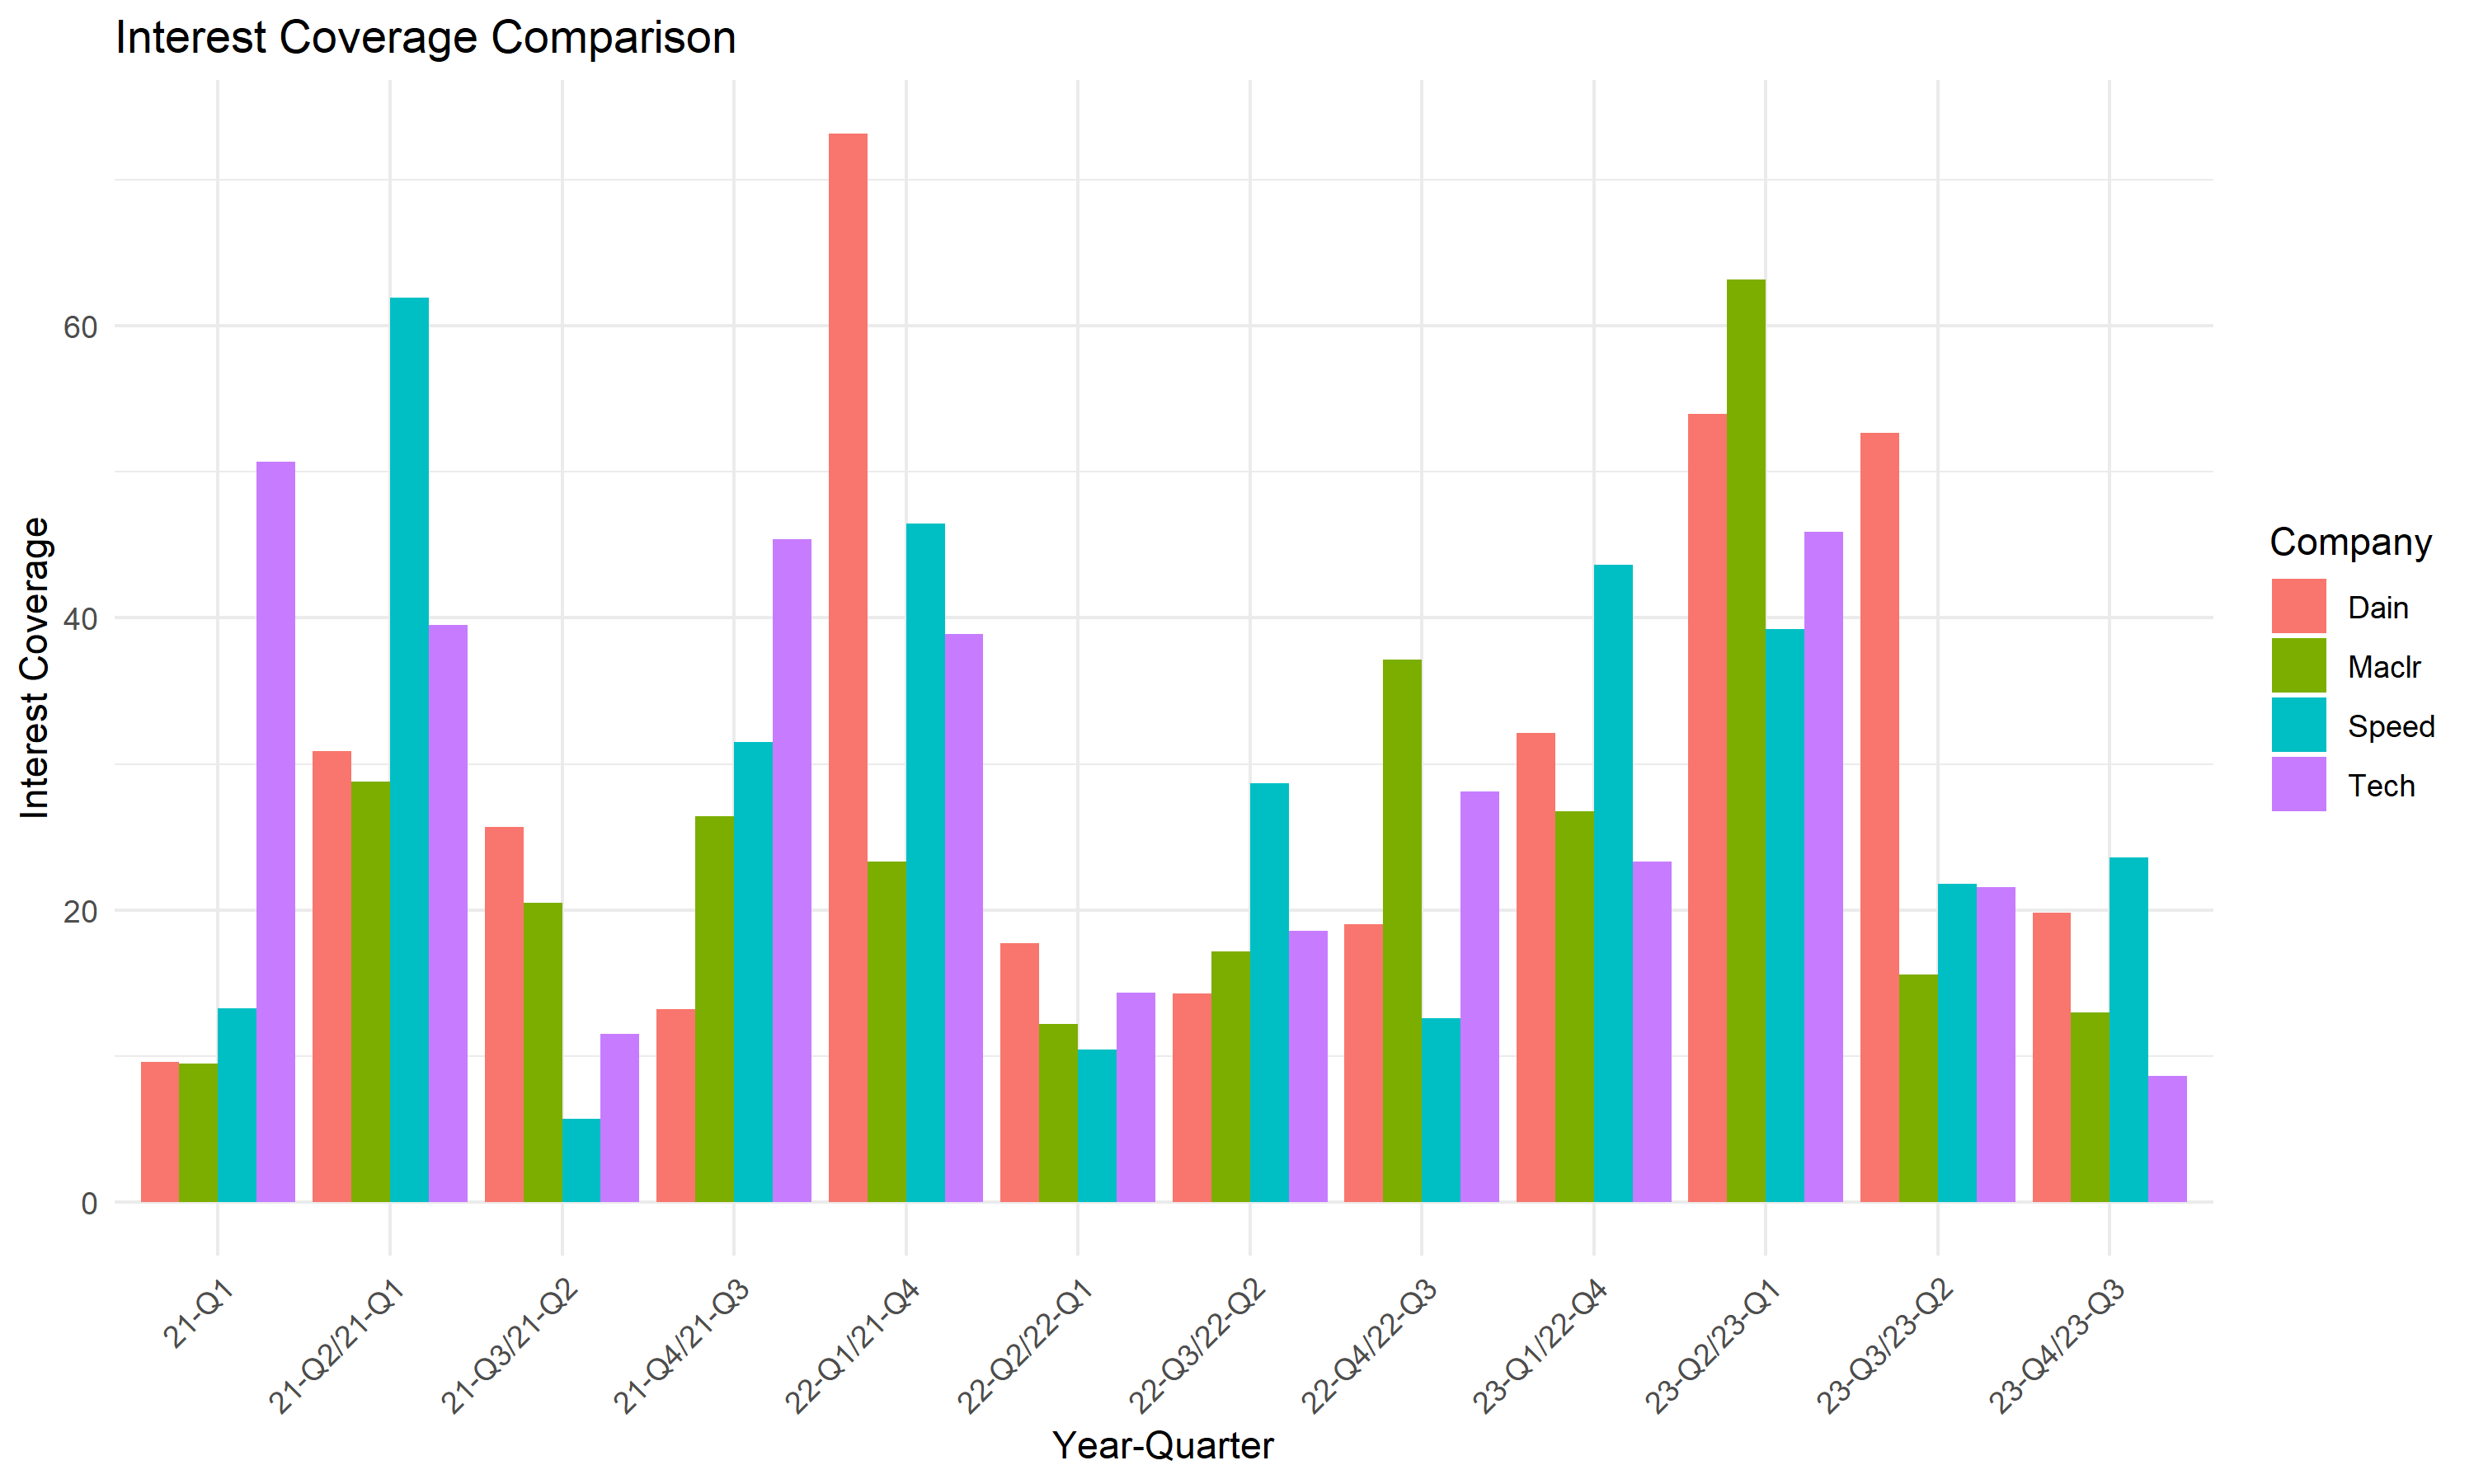 Interest Coverage Comparison
Interest Coverage
60
40
20
0
21-Q1
21-Q2/21-Q1
21-Q3/21-Q2
21-Q4/21-Q3
22-Q1/21-Q4
22-Q2/22-Q1
22-Q3/22-Q2
22-Q4/22-Q3
23-Q1/22-Q4
23-Q2/23-Q1
23-Q3/23-Q2
23-Q4/23-Q3
Year-Quarter
Company
Dain
Maclr
Speed
Tech